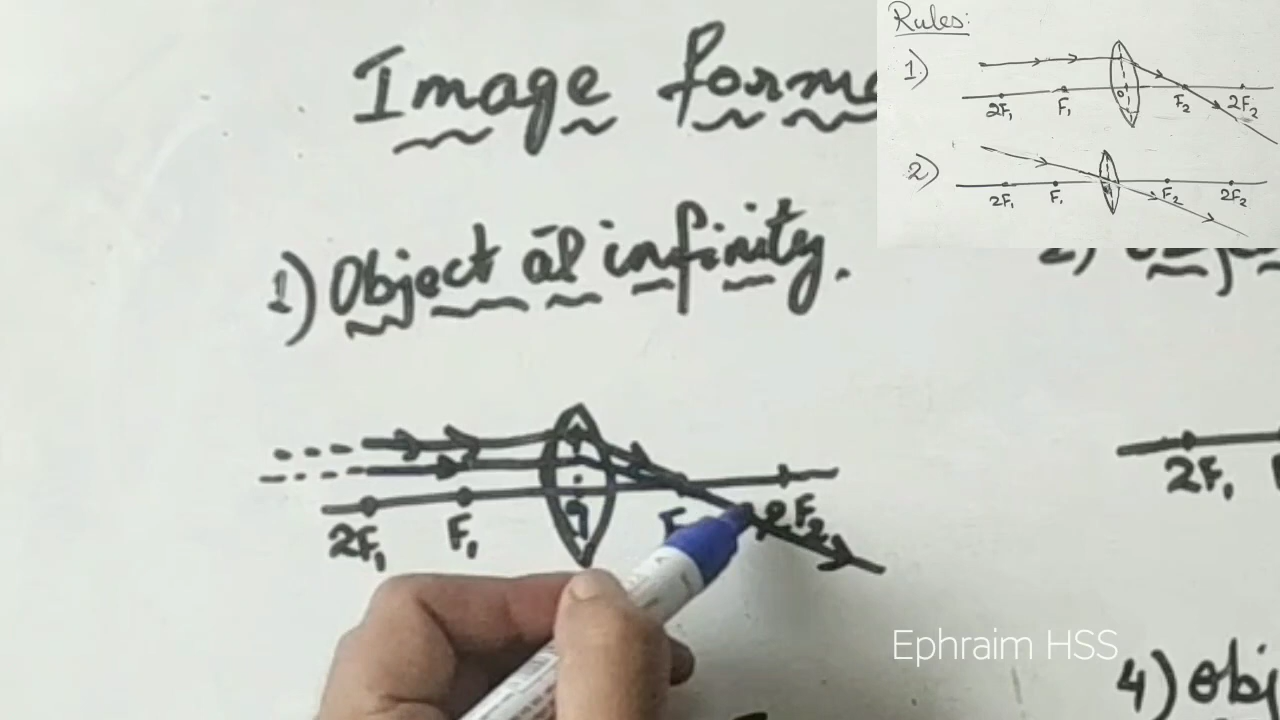 Image forma
1) Object at infinity.
2F₁ F₁ F 2F₂
Rules:
1)
2F₁ F₁ O F₂ 2F₂
2)
2F₁ F₁ F₂ 2F₂
2F₁
4) Obj
Ephraim HSS